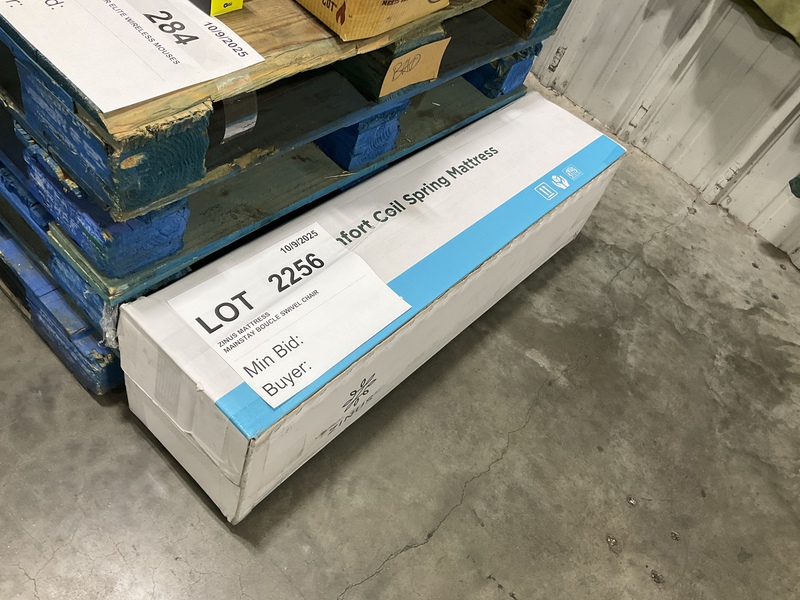 284
10/9/2025
ELITE WIRELESS MOUSES
BAD
Coil Spring Mattress
10/9/2025
LOT 2256
ZINUS MATTRESS
MAINSTAY BOUCLE SWIVEL CHAIR
Min Bid:
Buyer:
ZINUS